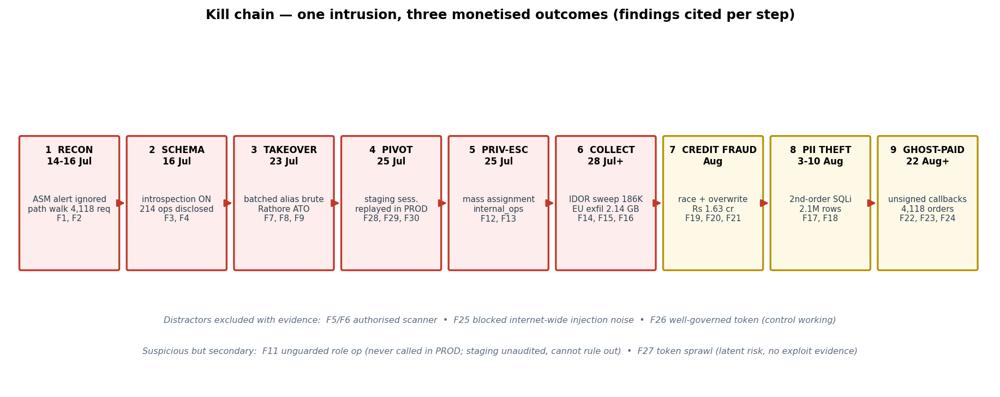 Kill chain — one intrusion, three monetised outcomes (findings cited per step)
1 RECON
14-16 Jul
ASM alert ignored
path walk 4,118 req
F1, F2
2 SCHEMA
16 Jul
introspection ON
214 ops disclosed
F3, F4
3 TAKEOVER
23 Jul
batched alias brute
Rathore ATO
F7, F8, F9
4 PIVOT
25 Jul
staging sess.
replayed in PROD
F28, F29, F30
5 PRIV-ESC
25 Jul
mass assignment
internal_ops
F12, F13
6 COLLECT
28 Jul+
IDOR sweep 186K
EU exfil 2.14 GB
F14, F15, F16
7 CREDIT FRAUD
Aug
race + overwrite
Rs 1.63 cr
F19, F20, F21
8 PII THEFT
3-10 Aug
2nd-order SQLi
2.1M rows
F17, F18
9 GHOST-PAID
22 Aug+
unsigned callbacks
4,118 orders
F22, F23, F24
Distractors excluded with evidence: F5/F6 authorised scanner • F25 blocked internet-wide injection noise • F26 well-governed token (control working)
Suspicious but secondary: F11 unguarded role op (never called in PROD; staging unaudited, cannot rule out) • F27 token sprawl (latent risk, no exploit evidence)